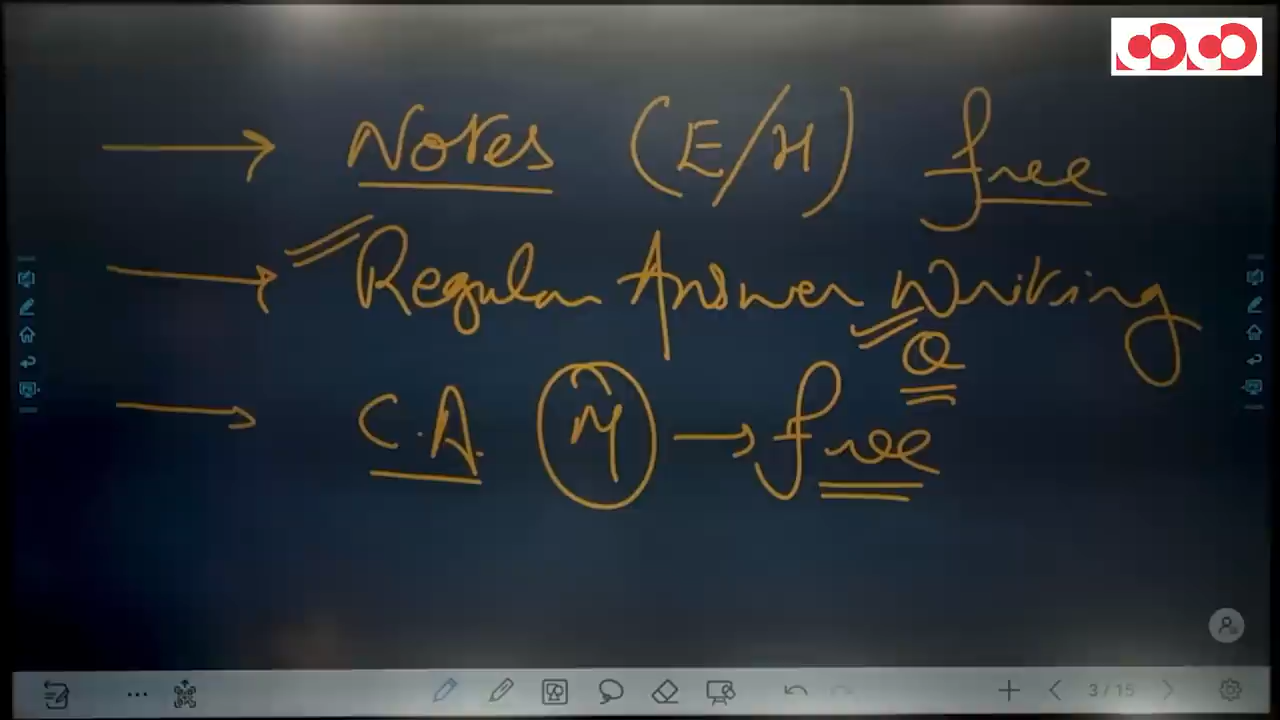 → Notes (E/H) free
→ Regular Answer Writing
Q
→ C.A. M → free
3/15